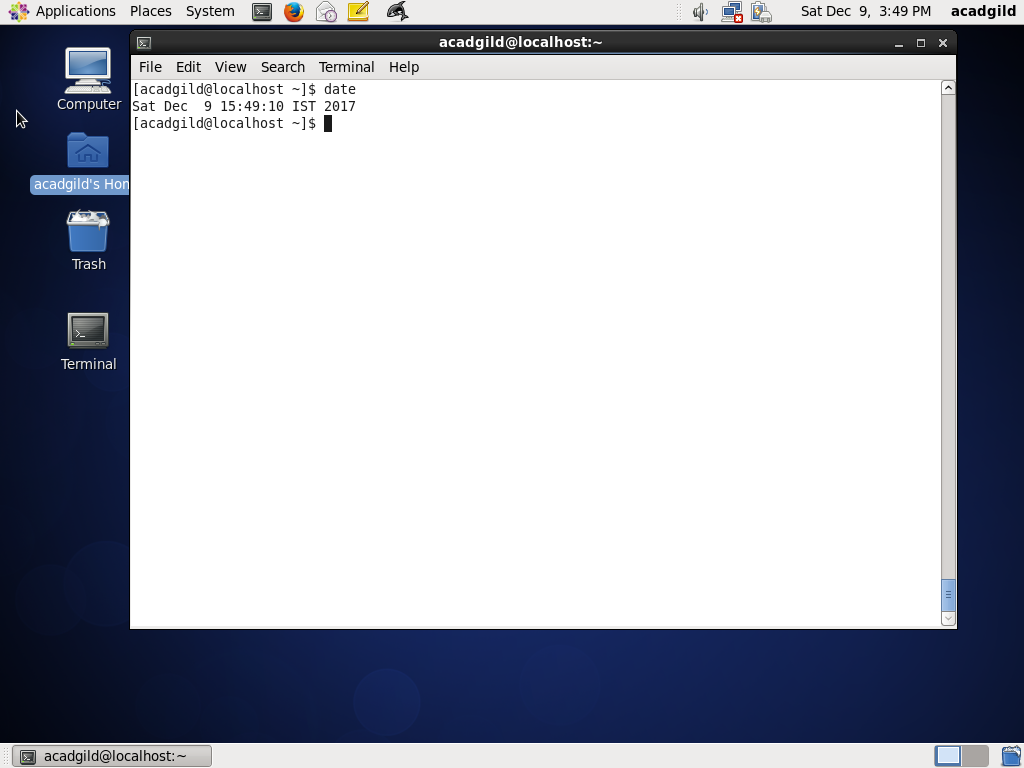 Applications Places System Sat Dec 9, 3:49 PM acadgild
acadgild@localhost:~
File Edit View Search Terminal Help
[acadgild@localhost ~]$ date
Sat Dec  9 15:49:10 IST 2017
[acadgild@localhost ~]$
Computer
acadgild's Hon
Trash
Terminal
acadgild@localhost:~